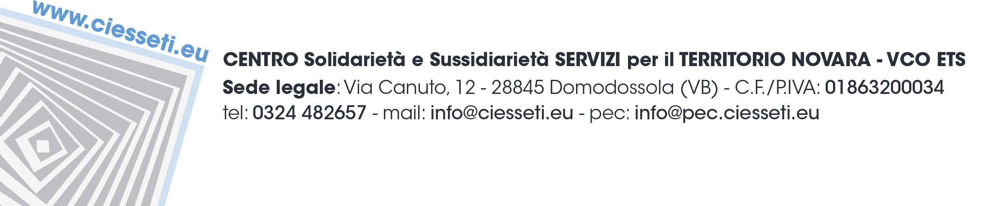 www.ciesseti.eu
CENTRO Solidarietà e Sussidiarietà SERVIZI per il TERRITORIO NOVARA - VCO ETS
Sede legale: Via Canuto, 12 - 28845 Domodossola (VB) - C.F./P.IVA: 01863200034
tel: 0324 482657 - mail: info@ciesseti.eu - pec: info@pec.ciesseti.eu